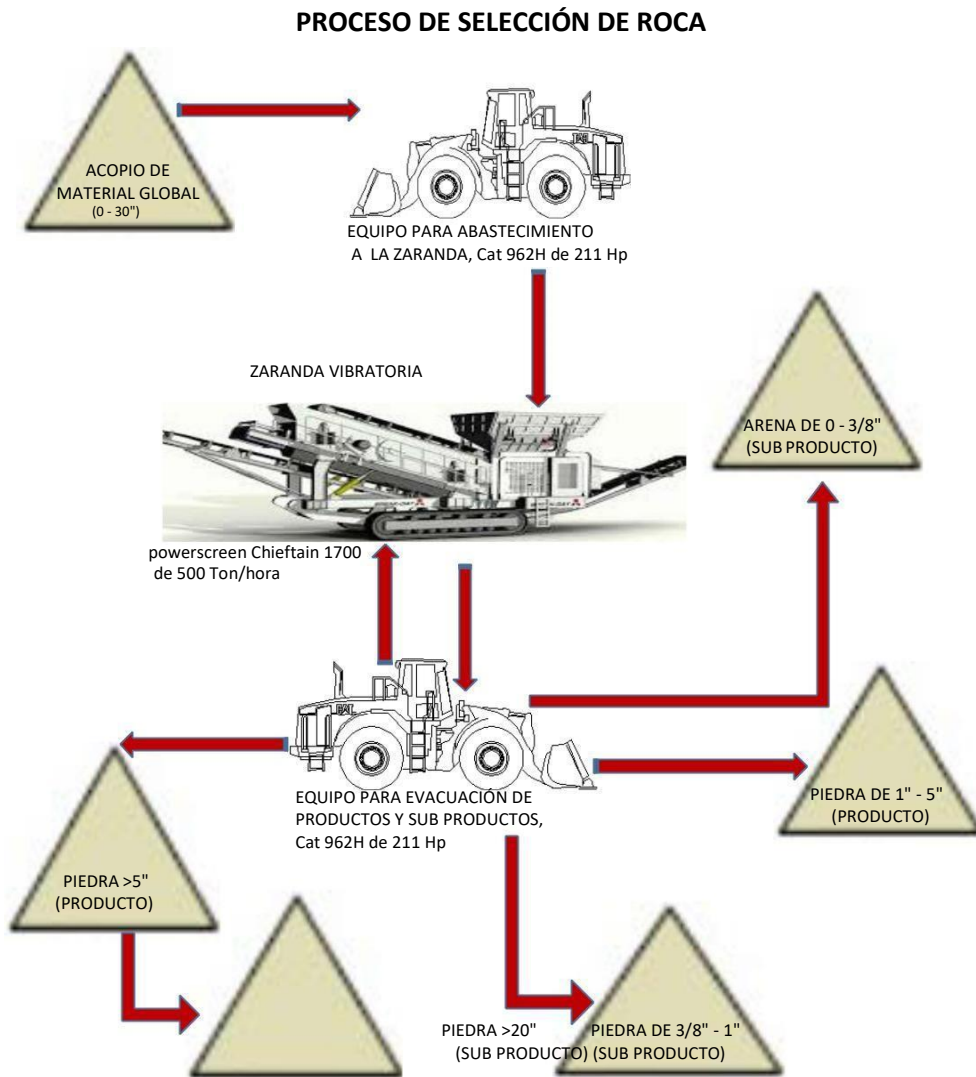 PROCESO DE SELECCIÓN DE ROCA
ACOPIO DE
MATERIAL GLOBAL
(0 - 30")
EQUIPO PARA ABASTECIMIENTO
A LA ZARANDA, Cat 962H de 211 Hp
ZARANDA VIBRATORIA
ARENA DE 0 - 3/8"
(SUB PRODUCTO)
powerscreen Chieftain 1700
de 500 Ton/hora
EQUIPO PARA EVACUACIÓN DE
PRODUCTOS Y SUB PRODUCTOS,
Cat 962H de 211 Hp
PIEDRA DE 1" - 5"
(PRODUCTO)
PIEDRA >5"
(PRODUCTO)
PIEDRA >20"
(SUB PRODUCTO)
PIEDRA DE 3/8" - 1"
(SUB PRODUCTO)